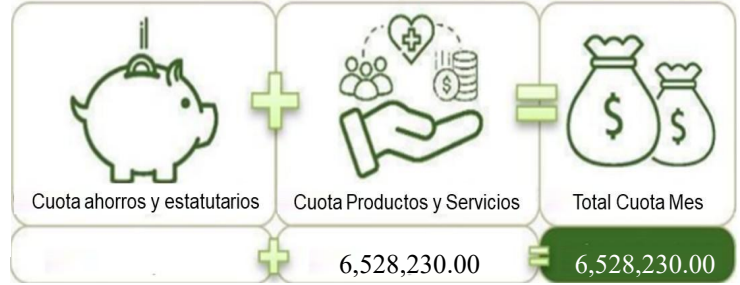 $
$ $
Cuota ahorros y estatutarios Cuota Productos y Servicios Total Cuota Mes
6,528,230.00 6,528,230.00